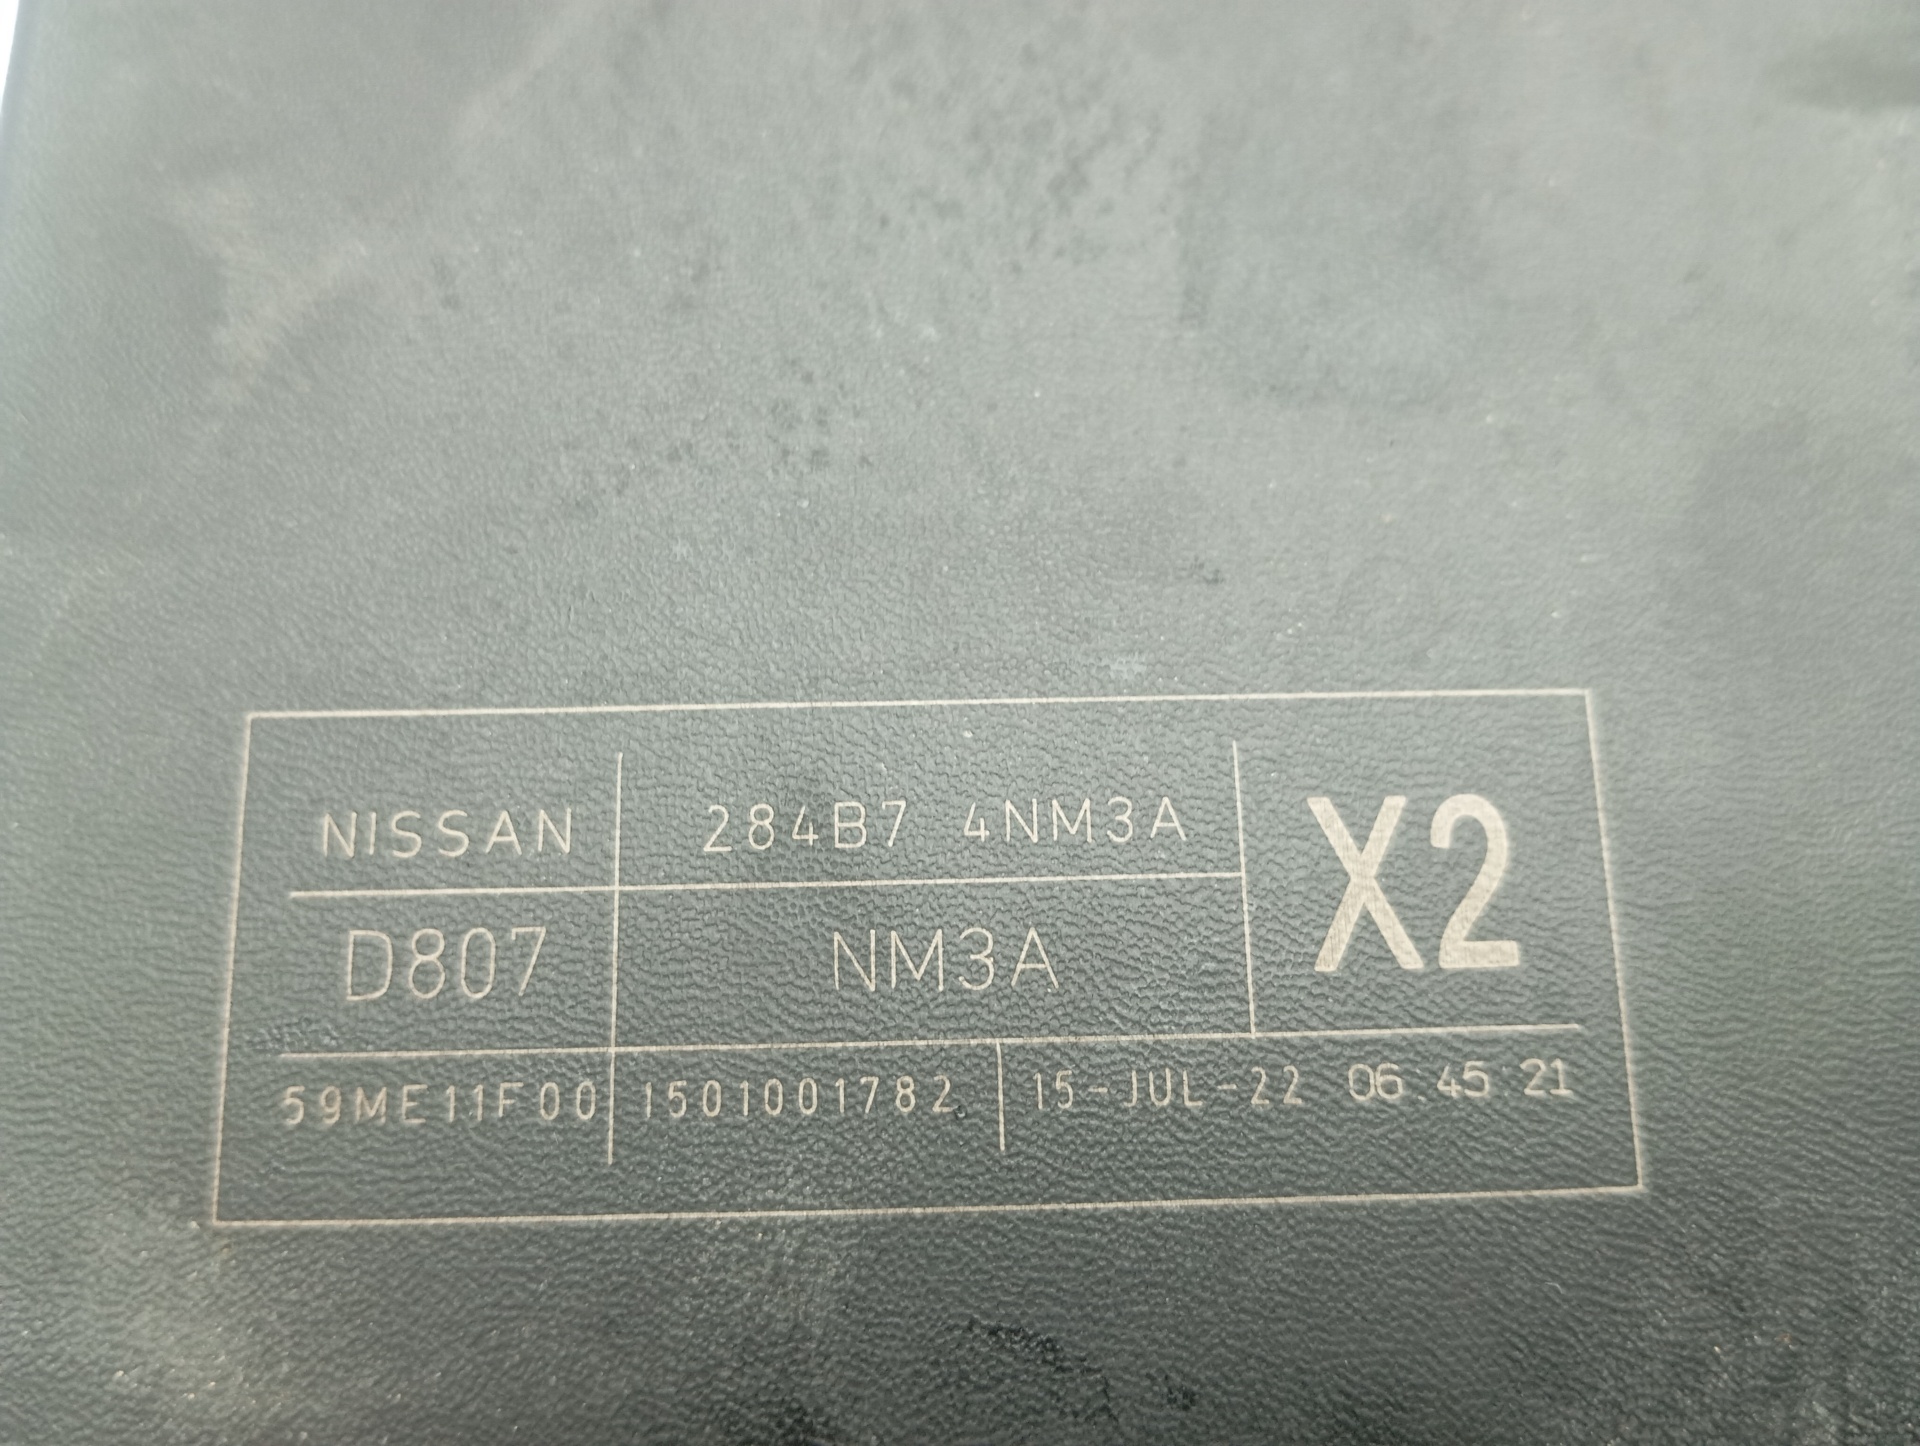 NISSAN 284B7 4NM3A X2
D807 NM3A
59ME11F00 1501001782 15-JUL-22 06:45:21